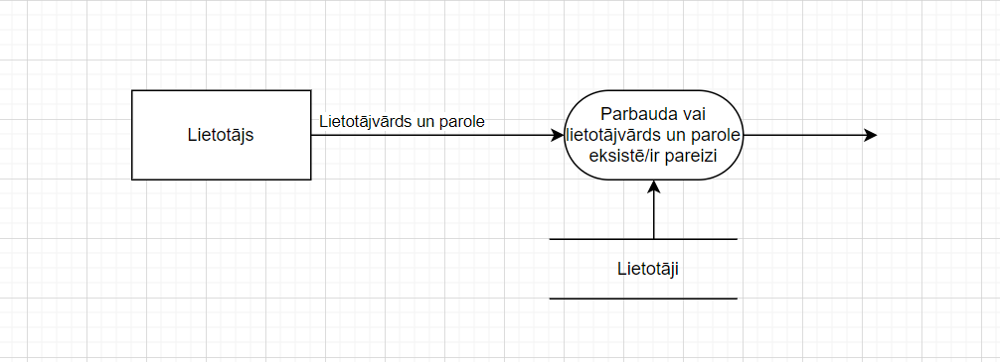 Lietotājs
Lietotājvārds un parole
Parbauda vai
lietotājvārds un parole
eksistē/ir pareizi
Lietotāji